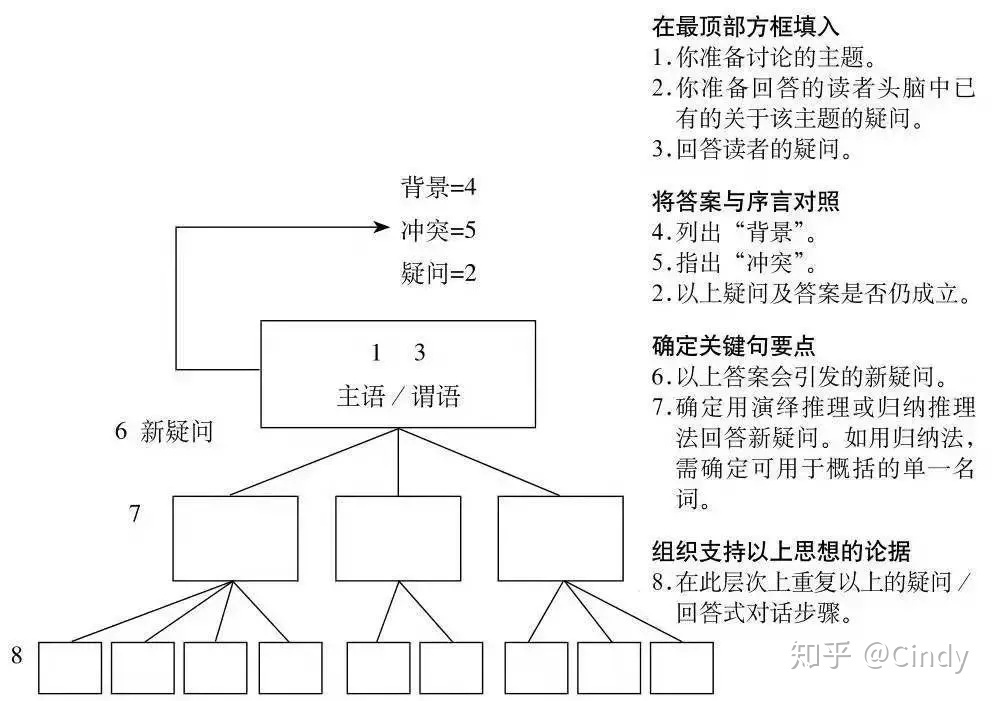 在最顶部方框填入
1.你准备讨论的主题。
2.你准备回答的读者头脑中已
有的关于该主题的疑问。
3.回答读者的疑问。
将答案与序言对照
4.列出“背景”。
5.指出“冲突”。
2.以上疑问及答案是否仍成立。
确定关键句要点
6.以上答案会引发的新疑问。
7.确定用演绎推理或归纳推理
法回答新疑问。如用归纳法，
需确定可用于概括的单一名
词。
组织支持以上思想的论据
8.在此层次上重复以上的疑问／
回答式对话步骤。
背景=4
冲突=5
疑问=2
1 3
主语／谓语
6 新疑问
7
8
知乎 @Cindy